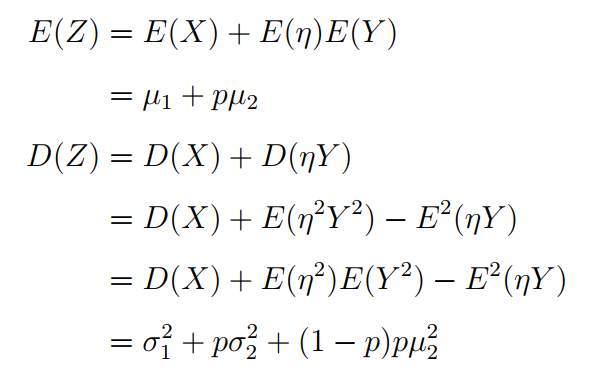 E(Z) = E(X) + E(η)E(Y)
= μ₁ + pμ₂
D(Z) = D(X) + D(ηY)
= D(X) + E(η²Y²) − E²(ηY)
= D(X) + E(η²)E(Y²) − E²(ηY)
= σ₁² + pσ₂² + (1 − p)pμ₂²